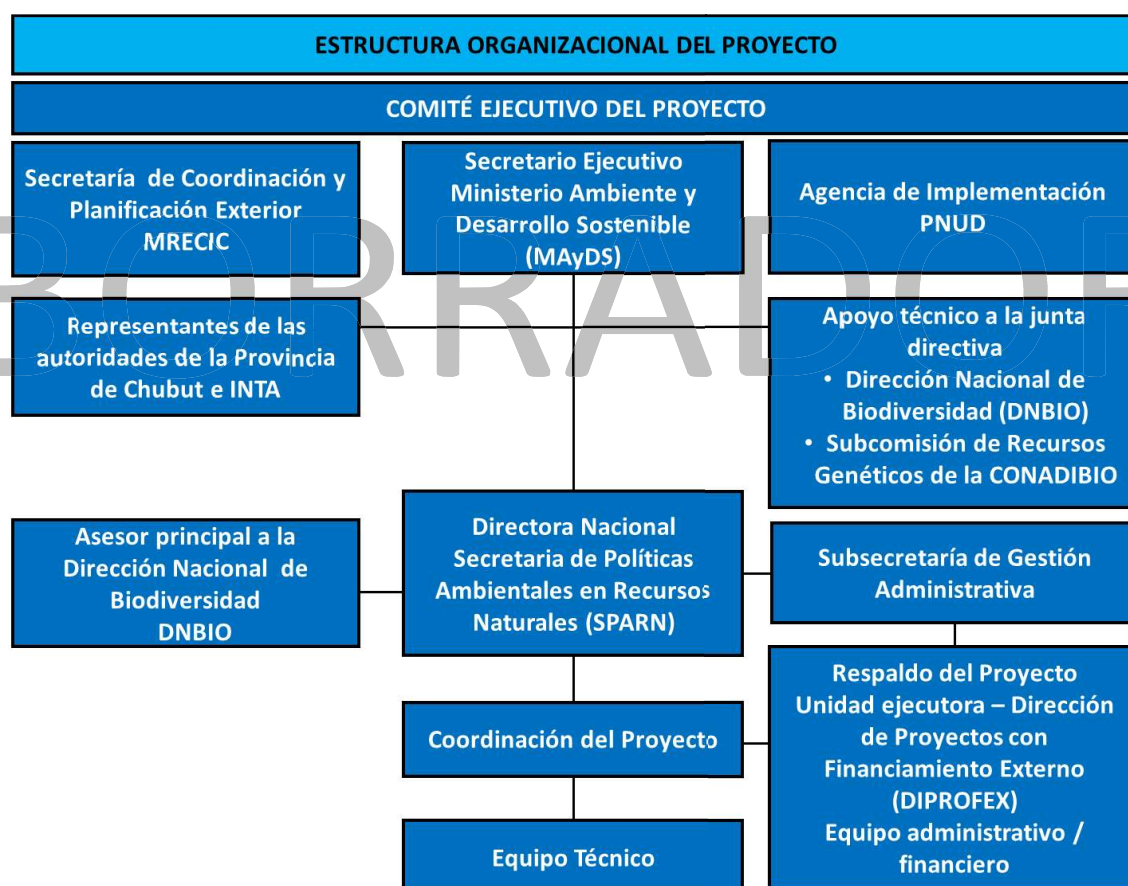 ESTRUCTURA ORGANIZACIONAL DEL PROYECTO
COMITÉ EJECUTIVO DEL PROYECTO
Secretaría de Coordinación y
Planificación Exterior
MRECIC
Secretario Ejecutivo
Ministerio Ambiente y
Desarrollo Sostenible
(MAyDS)
Agencia de Implementación
PNUD
BORRADOR
Representantes de las
autoridades de la Provincia
de Chubut e INTA
Apoyo técnico a la junta
directiva
• Dirección Nacional de
Biodiversidad (DNBIO)
• Subcomisión de Recursos
Genéticos de la CONADIBIO
Asesor principal a la
Dirección Nacional de
Biodiversidad
DNBIO
Directora Nacional
Secretaria de Políticas
Ambientales en Recursos
Naturales (SPARN)
Subsecretaría de Gestión
Administrativa
Coordinación del Proyecto
Respaldo del Proyecto
Unidad ejecutora – Dirección
de Proyectos con
Financiamiento Externo
(DIPROFEX)
Equipo administrativo /
financiero
Equipo Técnico